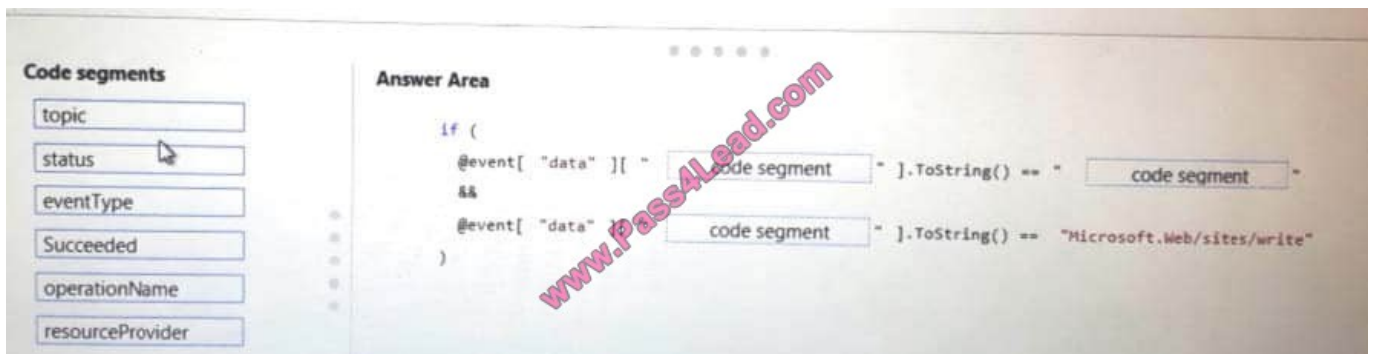 Code segments
topic
status
eventType
Succeeded
operationName
resourceProvider
Answer Area
if (
@event[ "data" ][ " code segment " ].ToString() == " code segment "
&&
@event[ "data" ][ " code segment " ].ToString() == "Microsoft.Web/sites/write"
)
www.Pass4Lead.com